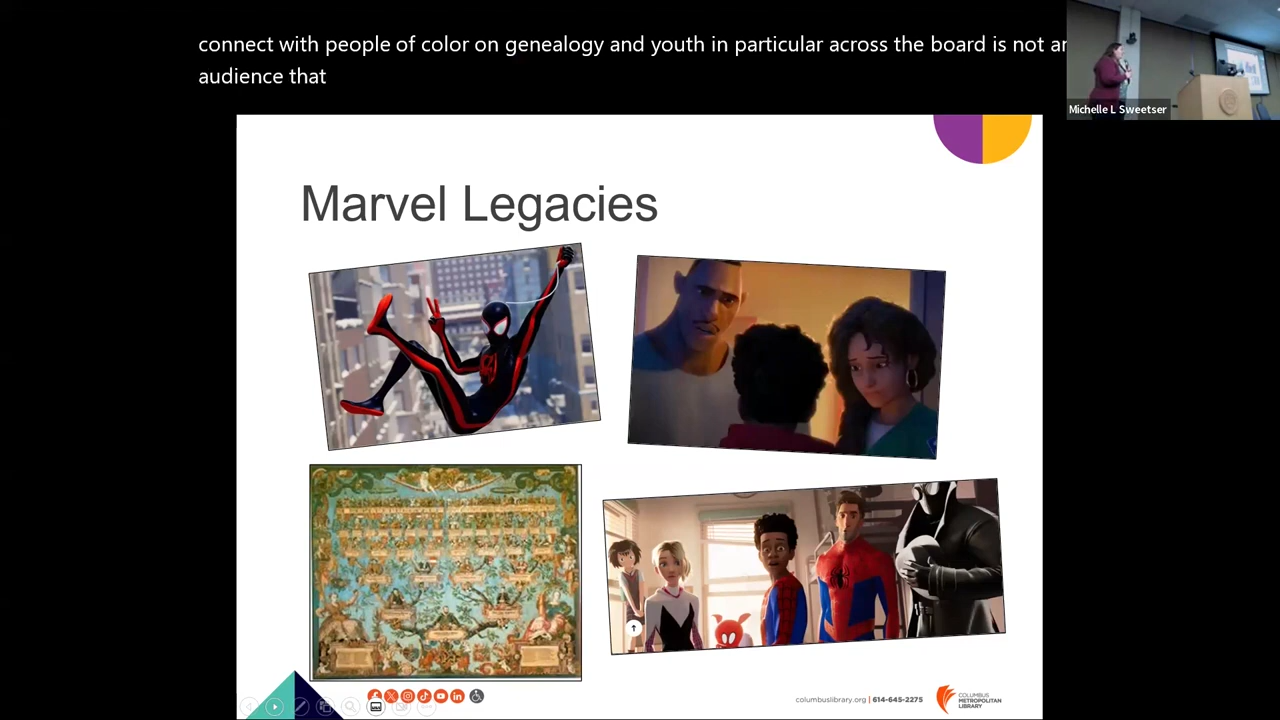 connect with people of color on genealogy and youth in particular across the board is not
audience that
Michelle L Sweetser
Marvel Legacies
columbuslibrary.org | 614-645-2275
COLUMBUS
METROPOLITAN
LIBRARY